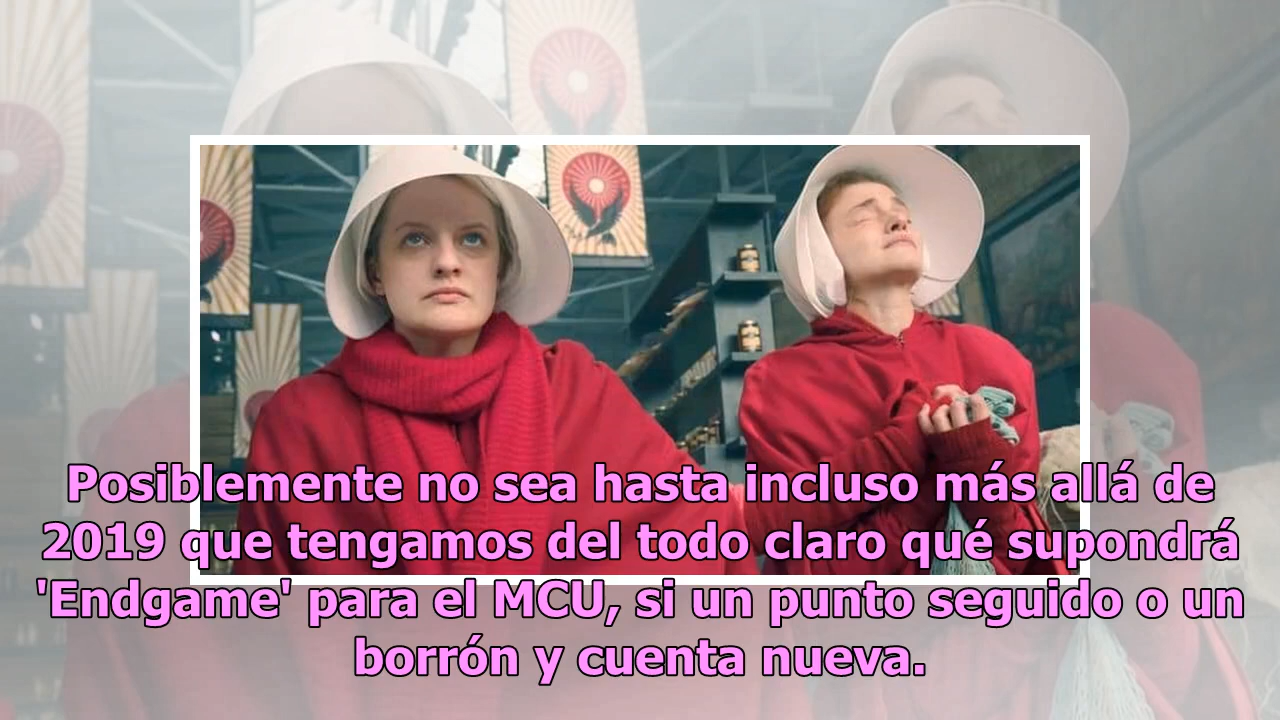 Posiblemente no sea hasta incluso más allá de
2019 que tengamos del todo claro qué supondrá
'Endgame' para el MCU, si un punto seguido o un
borrón y cuenta nueva.